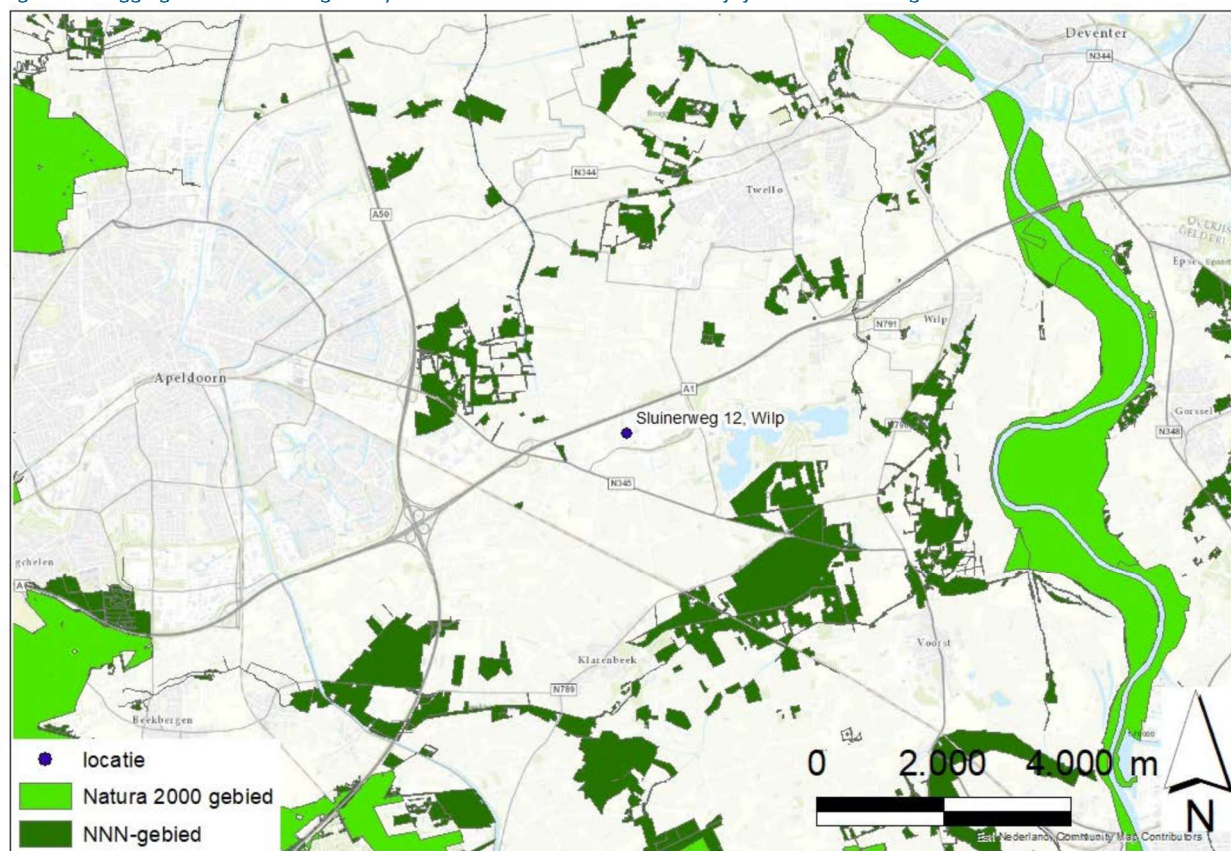 Deventer
N344
Brugg
N344
Twello
A50
OVERIJS
GELDERL
Epse
N791
Wilp
Apeldoorn
A1
Sluinerweg 12, Wilp
Gorssel
N348
N345
gchelen
Voorst
Klarenbeek
N789
Beekbergen
locatie
Natura 2000 gebied
NNN-gebied
0 2.000 4.000 m
N
Esri Nederland, Community Map Contributors